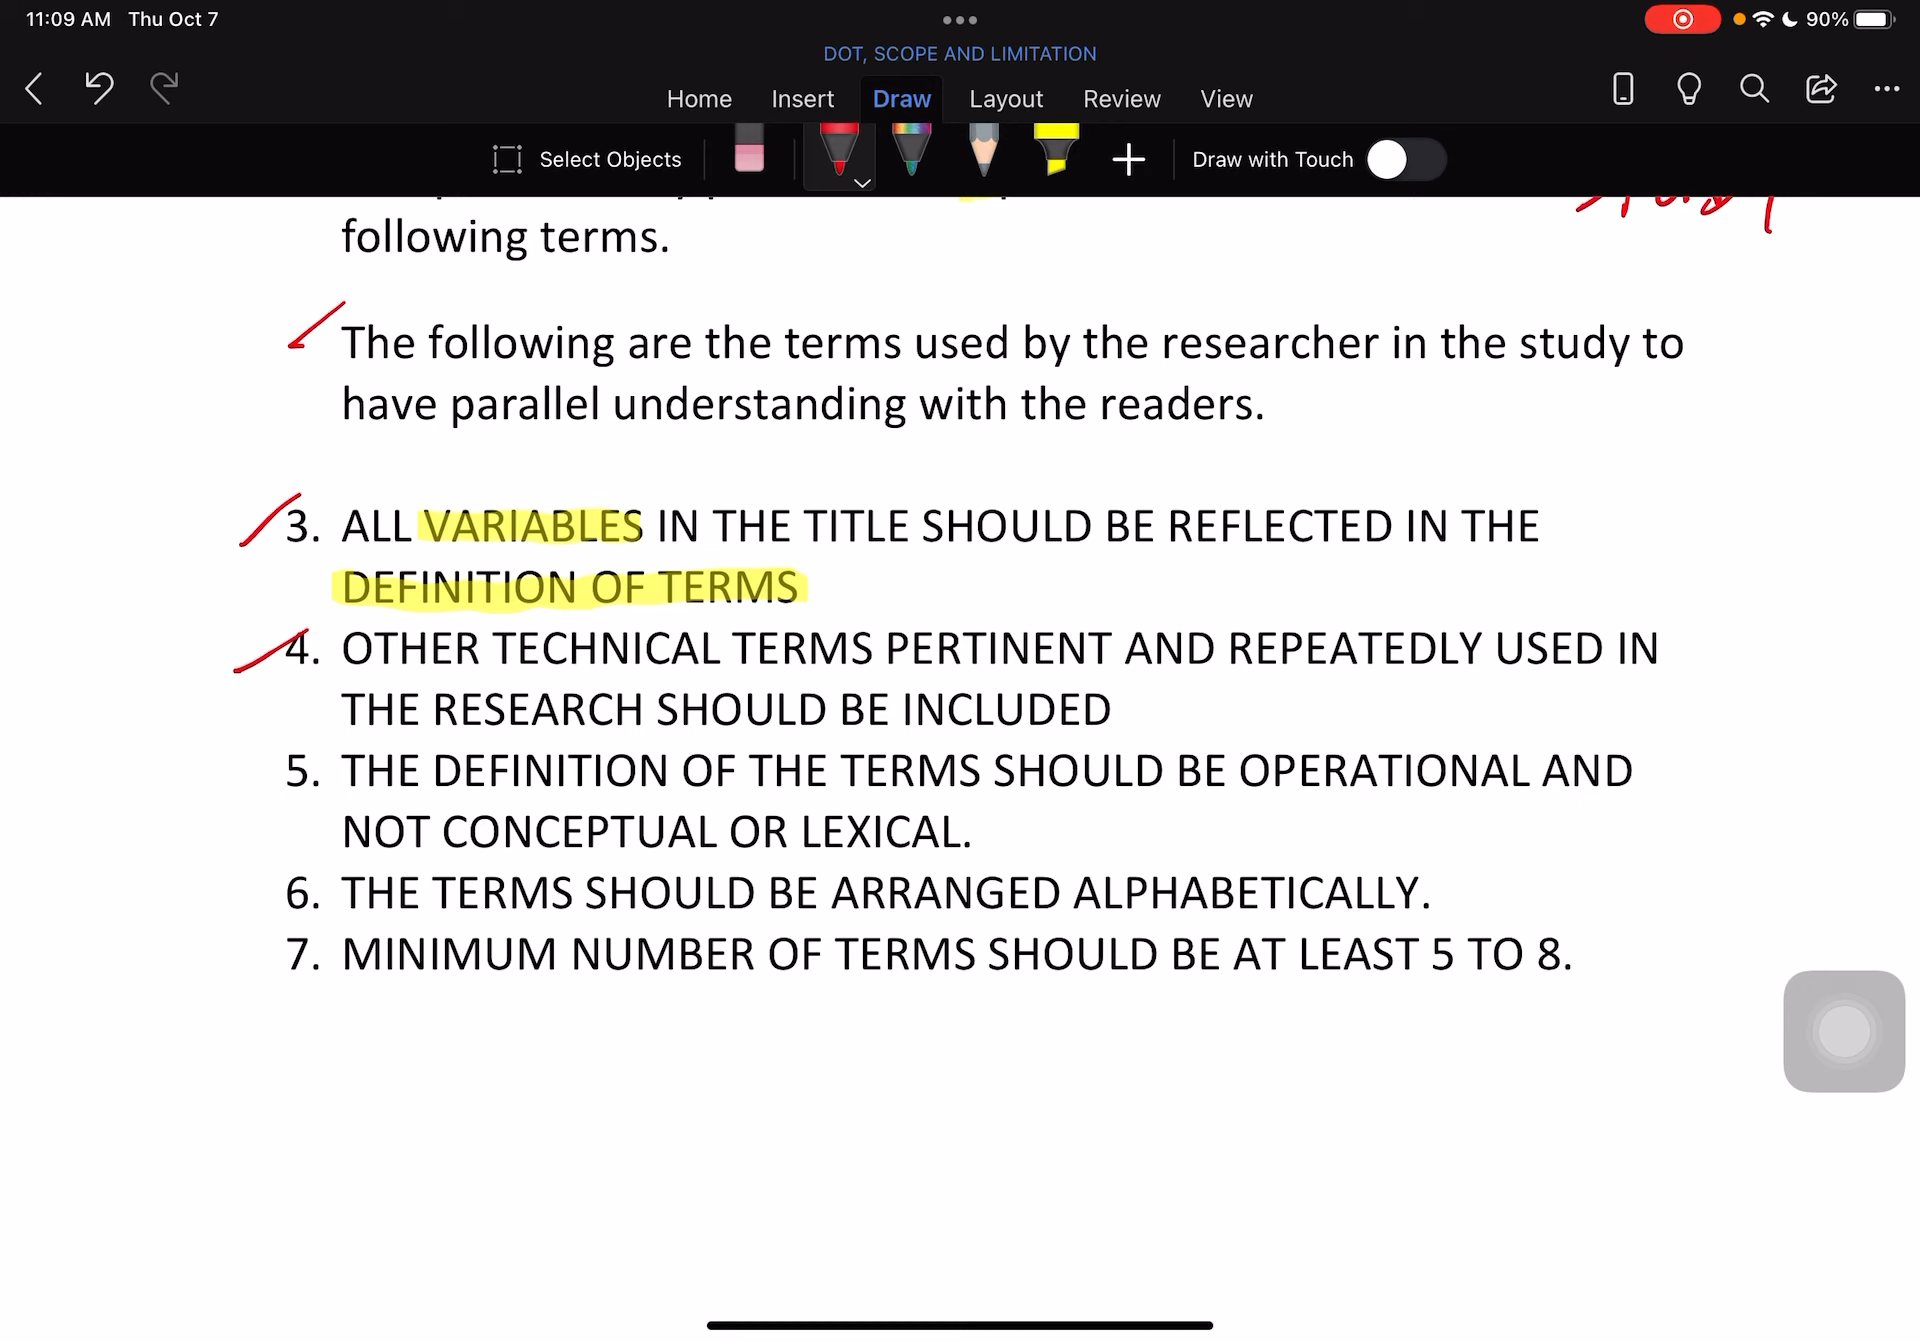 11:09 AM Thu Oct 7
90%
DOT, SCOPE AND LIMITATION
Home Insert Draw Layout Review View
Select Objects
Draw with Touch
following terms.
The following are the terms used by the researcher in the study to
have parallel understanding with the readers.
3. ALL VARIABLES IN THE TITLE SHOULD BE REFLECTED IN THE
DEFINITION OF TERMS
4. OTHER TECHNICAL TERMS PERTINENT AND REPEATEDLY USED IN
THE RESEARCH SHOULD BE INCLUDED
5. THE DEFINITION OF THE TERMS SHOULD BE OPERATIONAL AND
NOT CONCEPTUAL OR LEXICAL.
6. THE TERMS SHOULD BE ARRANGED ALPHABETICALLY.
7. MINIMUM NUMBER OF TERMS SHOULD BE AT LEAST 5 TO 8.